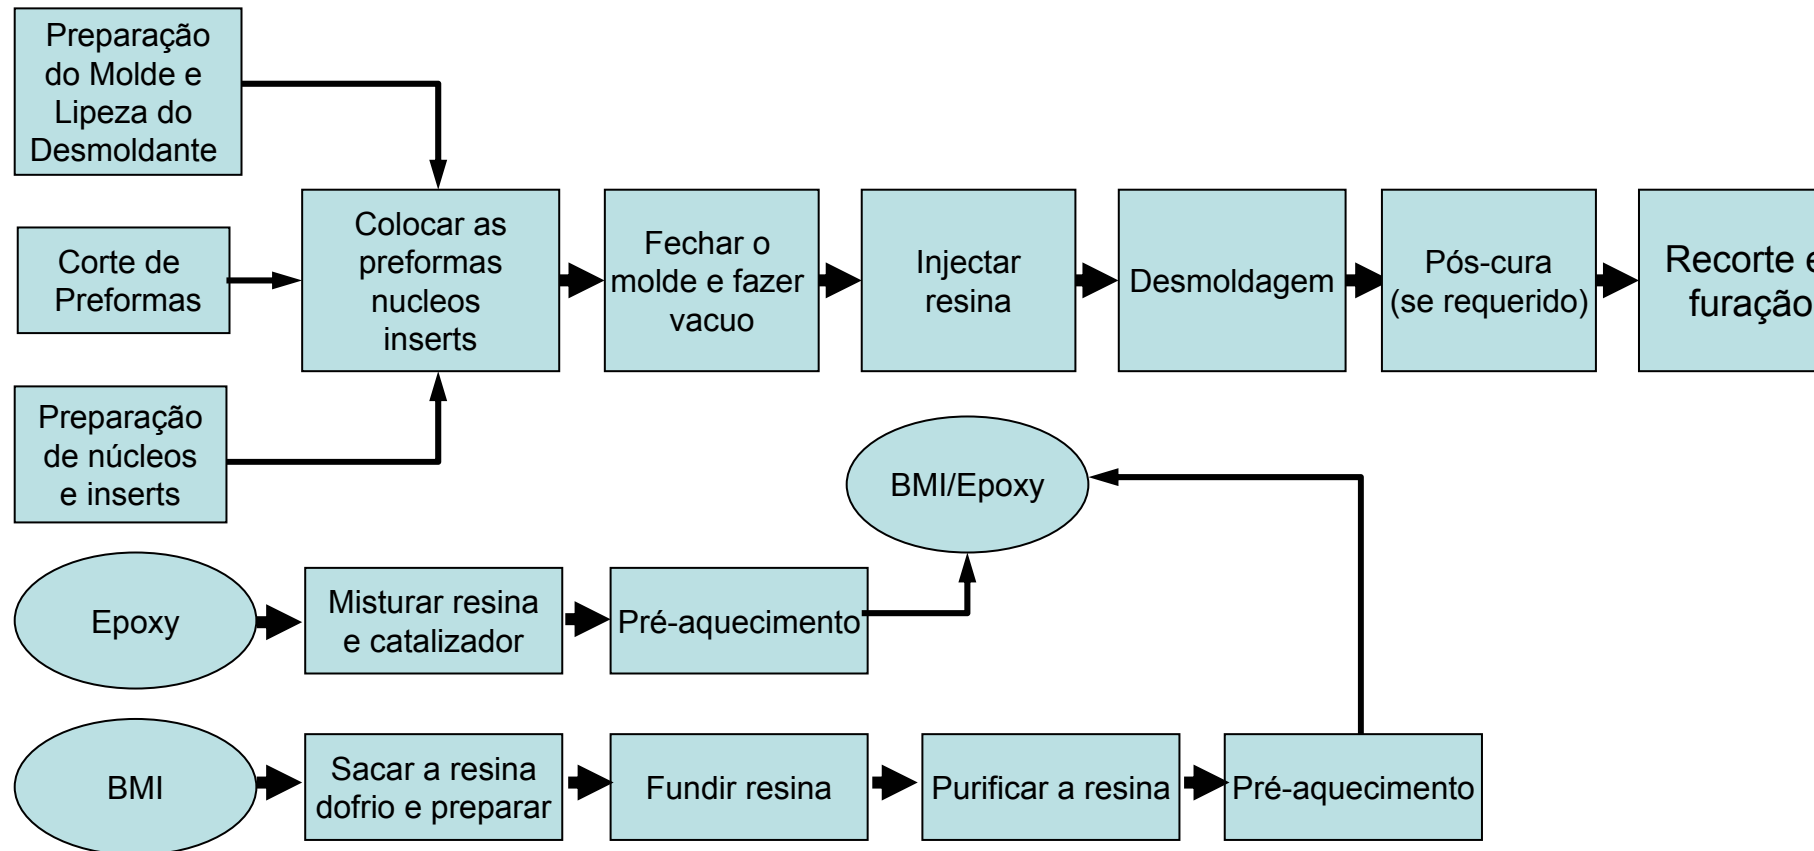 Preparação
do Molde e
Lipeza do
Desmoldante
Corte de
Preformas
Preparação
de núcleos
e inserts
Colocar as
preformas
nucleos
inserts
Fechar o
molde e fazer
vacuo
Injectar
resina
Desmoldagem
Pós-cura
(se requerido)
Recorte e
furação
BMI/Epoxy
Epoxy
Misturar resina
e catalizador
Pré-aquecimento
BMI
Sacar a resina
dofrio e preparar
Fundir resina
Purificar a resina
Pré-aquecimento